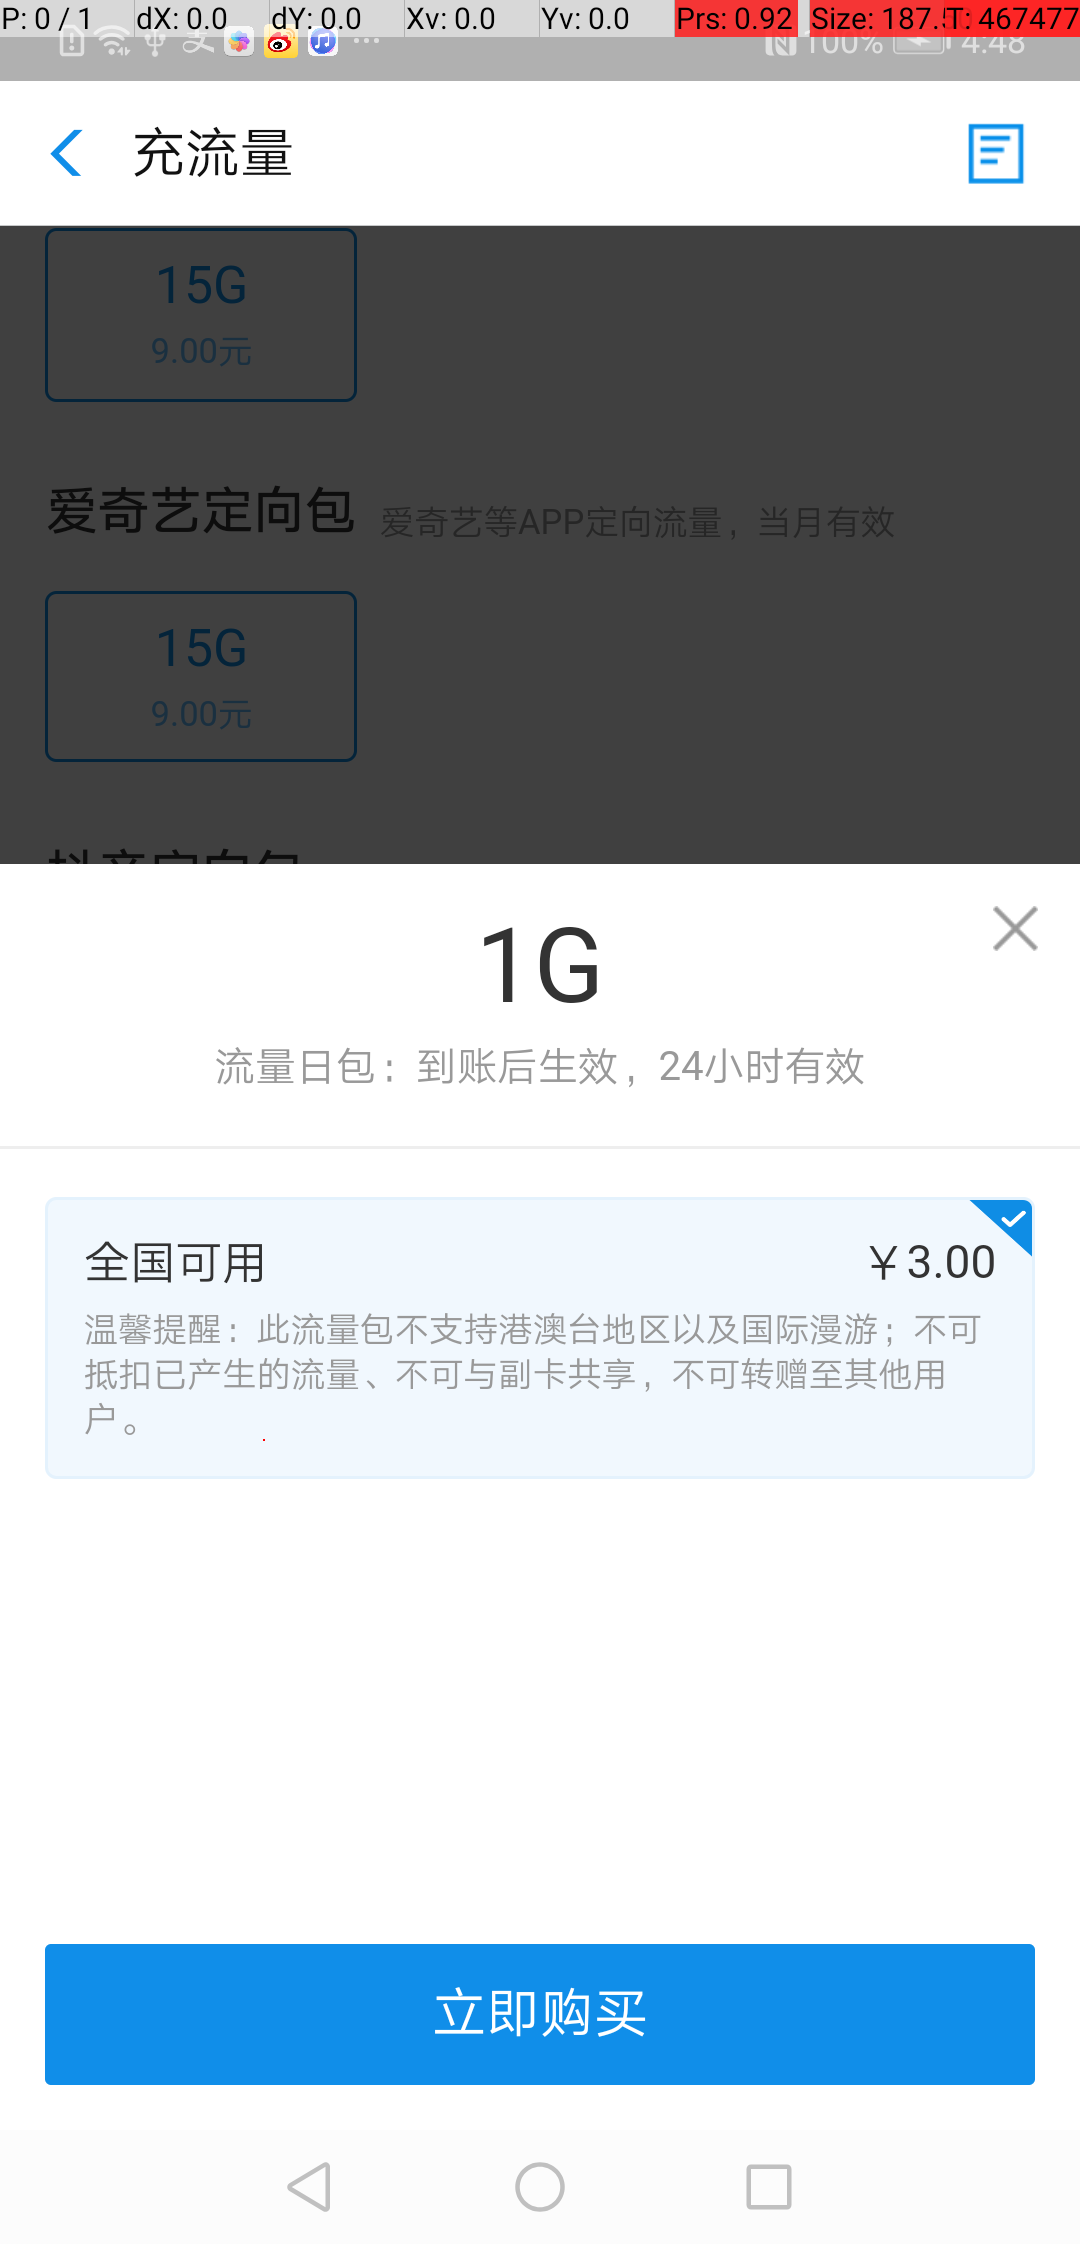 P: 0 / 1 dX: 0.0 dY: 0.0 Xv: 0.0 Yv: 0.0 Prs: 0.92 Size: 187.5 T: 467477
100% 4:48
充流量
15G
9.00元
爱奇艺定向包 爱奇艺等APP定向流量，当月有效
15G
9.00元
抖音定向包
1G
流量日包：到账后生效，24小时有效
全国可用 ￥3.00
温馨提醒：此流量包不支持港澳台地区以及国际漫游；不可
抵扣已产生的流量、不可与副卡共享，不可转赠至其他用
户。
立即购买